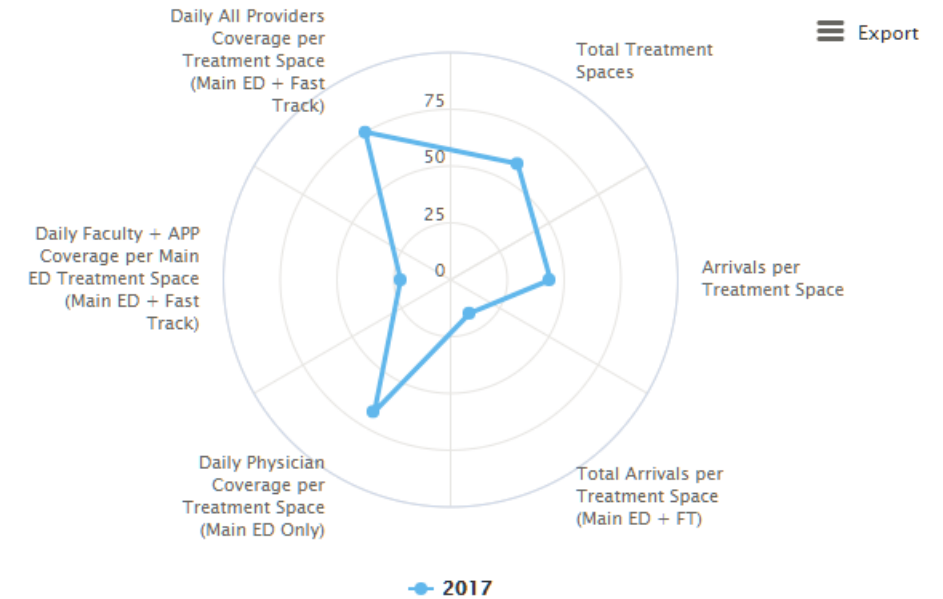 Daily All Providers
Coverage per
Treatment Space
(Main ED + Fast
Track)
Export
Total Treatment
Spaces
75
50
25
0
Daily Faculty + APP
Coverage per Main
ED Treatment Space
(Main ED + Fast
Track)
Arrivals per
Treatment Space
Daily Physician
Coverage per
Treatment Space
(Main ED Only)
Total Arrivals per
Treatment Space
(Main ED + FT)
2017